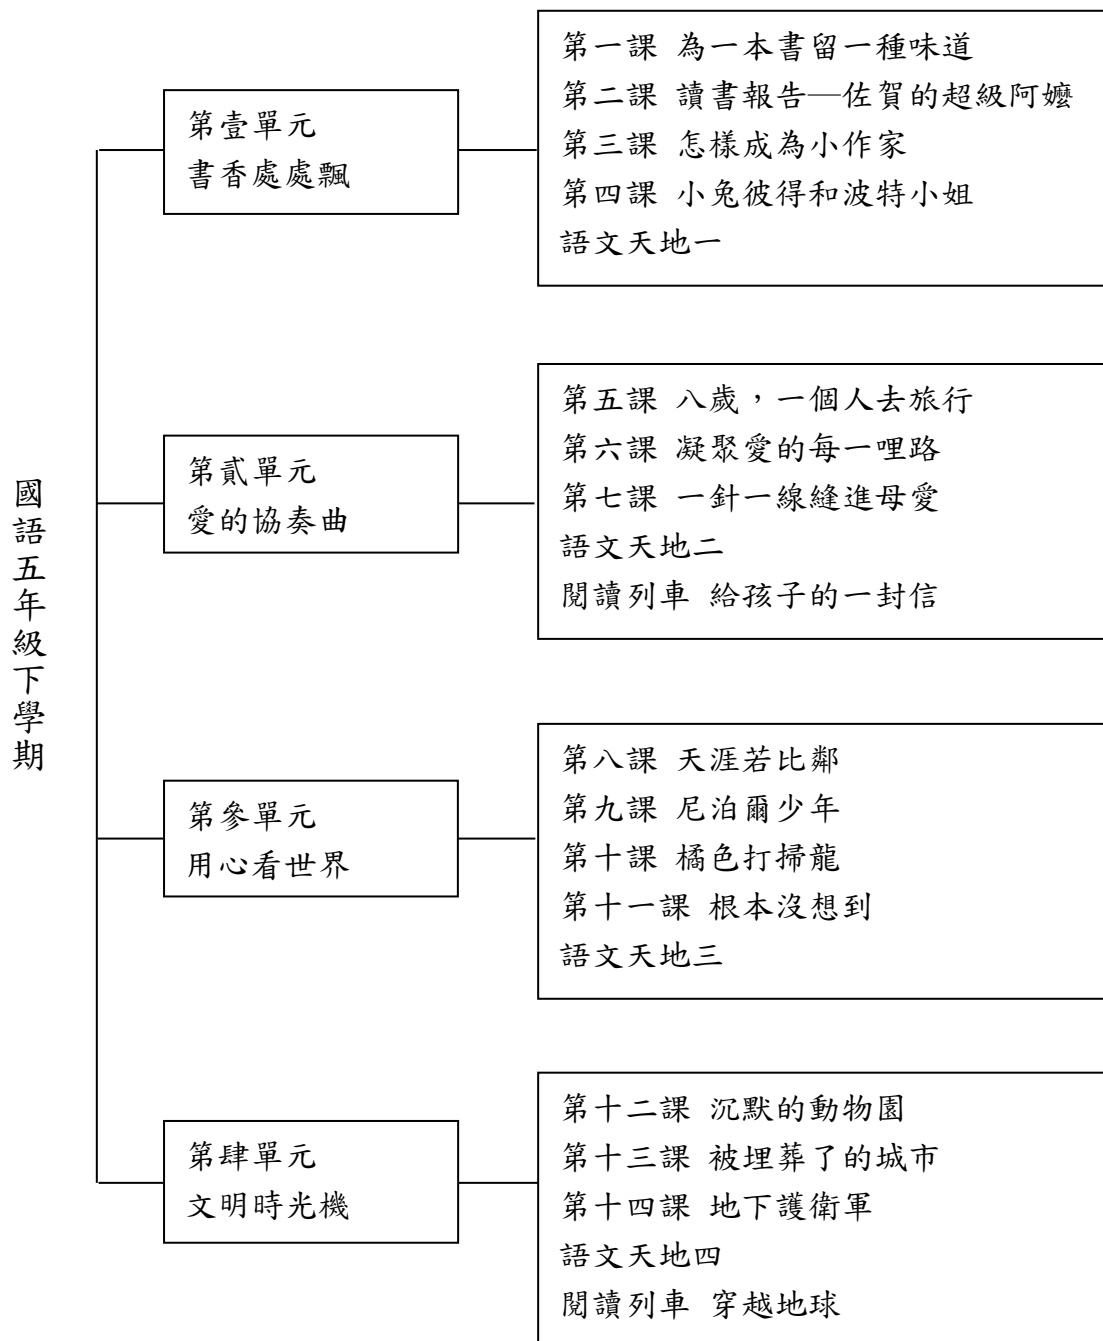 國語五年級下學期
第壹單元
書香處處飄
第一課 為一本書留一種味道
第二課 讀書報告─佐賀的超級阿嬤
第三課 怎樣成為小作家
第四課 小兔彼得和波特小姐
語文天地一
第貳單元
愛的協奏曲
第五課 八歲，一個人去旅行
第六課 凝聚愛的每一哩路
第七課 一針一線縫進母愛
語文天地二
閱讀列車 給孩子的一封信
第參單元
用心看世界
第八課 天涯若比鄰
第九課 尼泊爾少年
第十課 橘色打掃龍
第十一課 根本沒想到
語文天地三
第肆單元
文明時光機
第十二課 沉默的動物園
第十三課 被埋葬了的城市
第十四課 地下護衛軍
語文天地四
閱讀列車 穿越地球